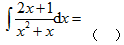 ∫ (2x+1)/(x²+x) dx = （ ）